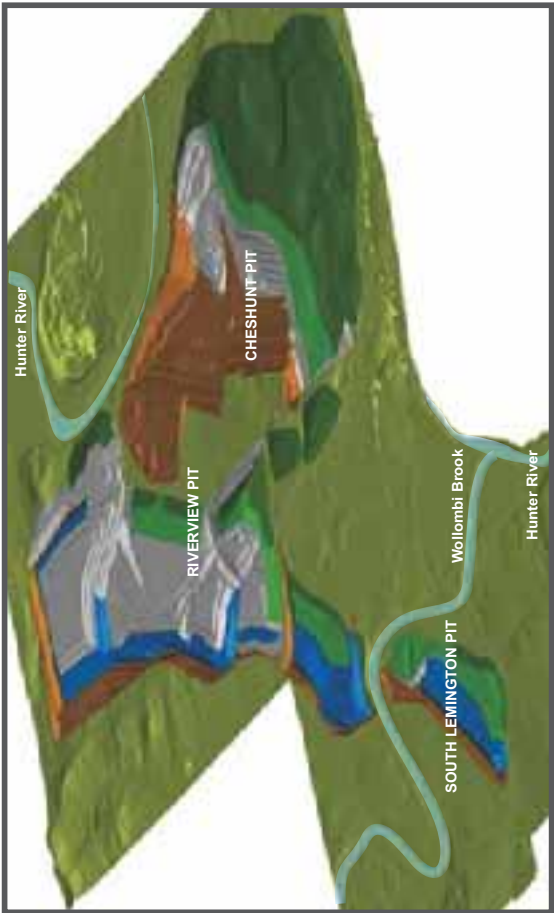 Hunter River
CHESHUNT PIT
RIVERVIEW PIT
Wollombi Brook
Hunter River
SOUTH LEMINGTON PIT